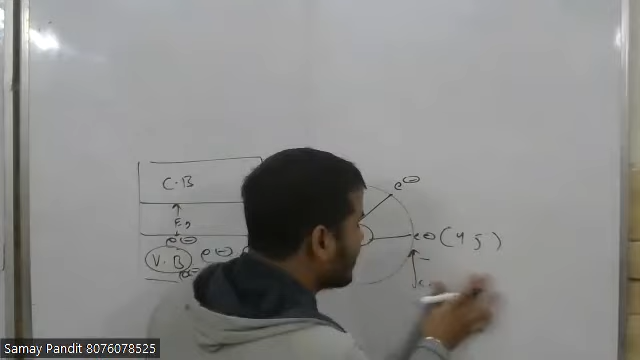 C·B
Eg
e⊖
V·B e⊖
e⊖
e⊖
e⊖ (4 5)
Samay Pandit 8076078525